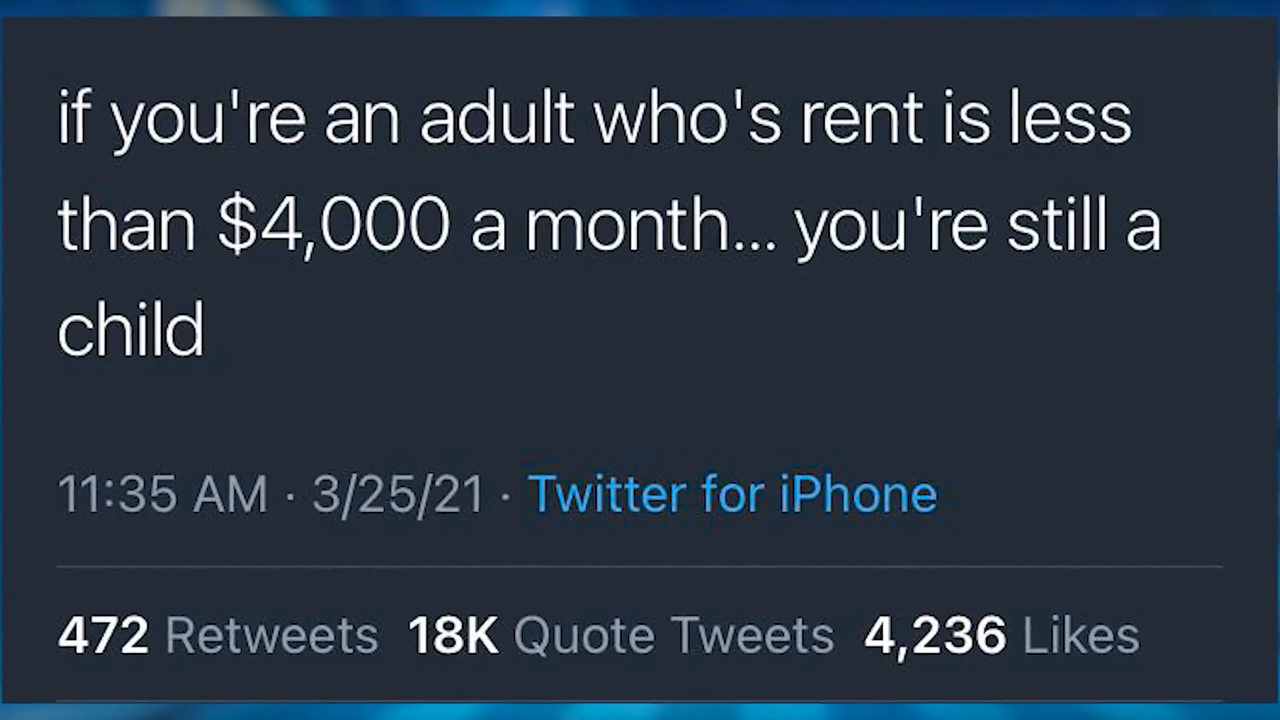 if you're an adult who's rent is less
than $4,000 a month... you're still a
child
11:35 AM · 3/25/21 · Twitter for iPhone
472 Retweets 18K Quote Tweets 4,236 Likes